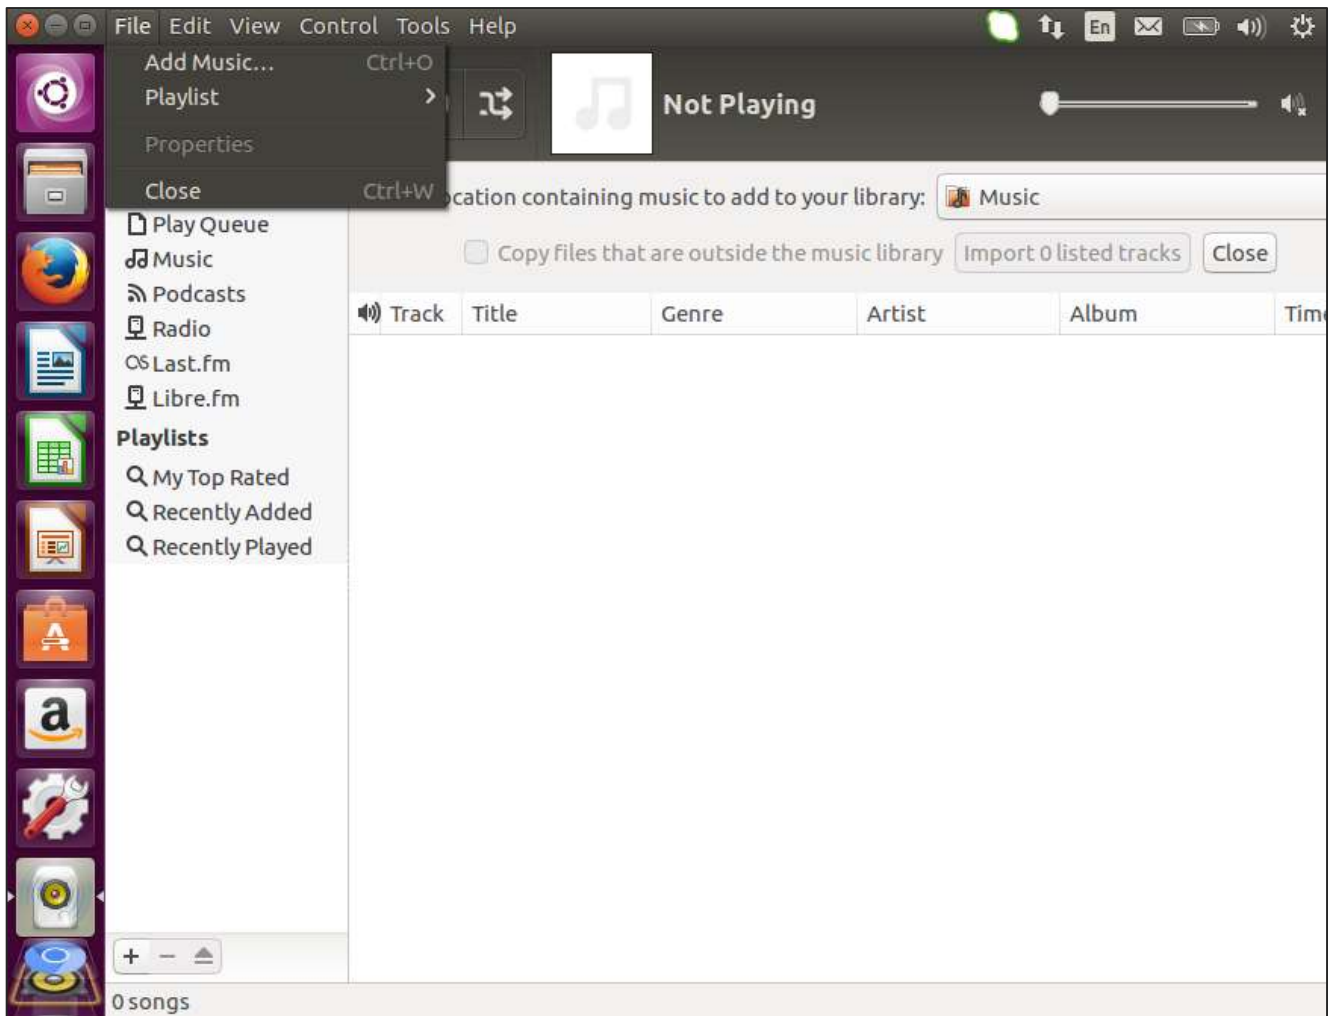 File Edit View Control Tools Help
En
Add Music... Ctrl+O
Playlist
Properties
Close Ctrl+W
Not Playing
cation containing music to add to your library: Music
Copy files that are outside the music library Import 0 listed tracks Close
Track Title Genre Artist Album Time
Play Queue
Music
Podcasts
Radio
Last.fm
Libre.fm
Playlists
My Top Rated
Recently Added
Recently Played
0 songs